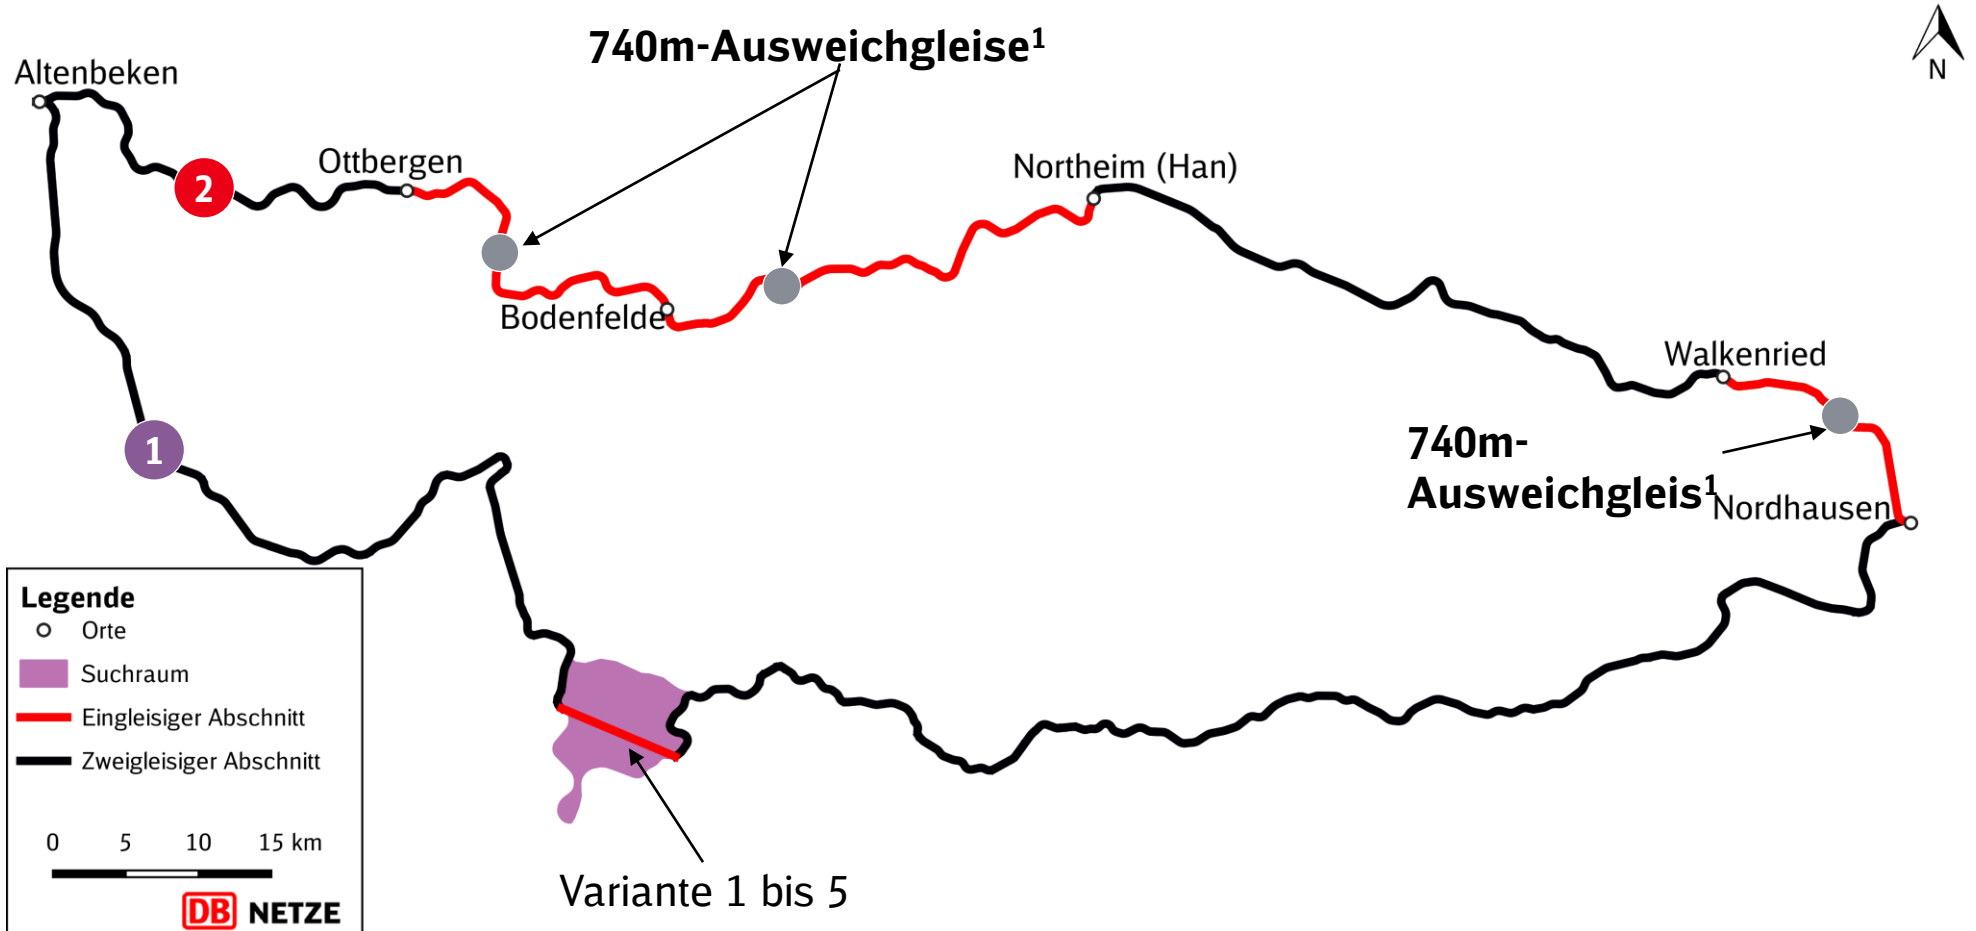 740m-Ausweichgleise¹
N
Altenbeken
Ottbergen
2
Northeim (Han)
Bodenfelde
Walkenried
1
740m-
Ausweichgleis¹
Nordhausen
Legende
Orte
Suchraum
Eingleisiger Abschnitt
Zweigleisiger Abschnitt
0 5 10 15 km
DB NETZE
Variante 1 bis 5